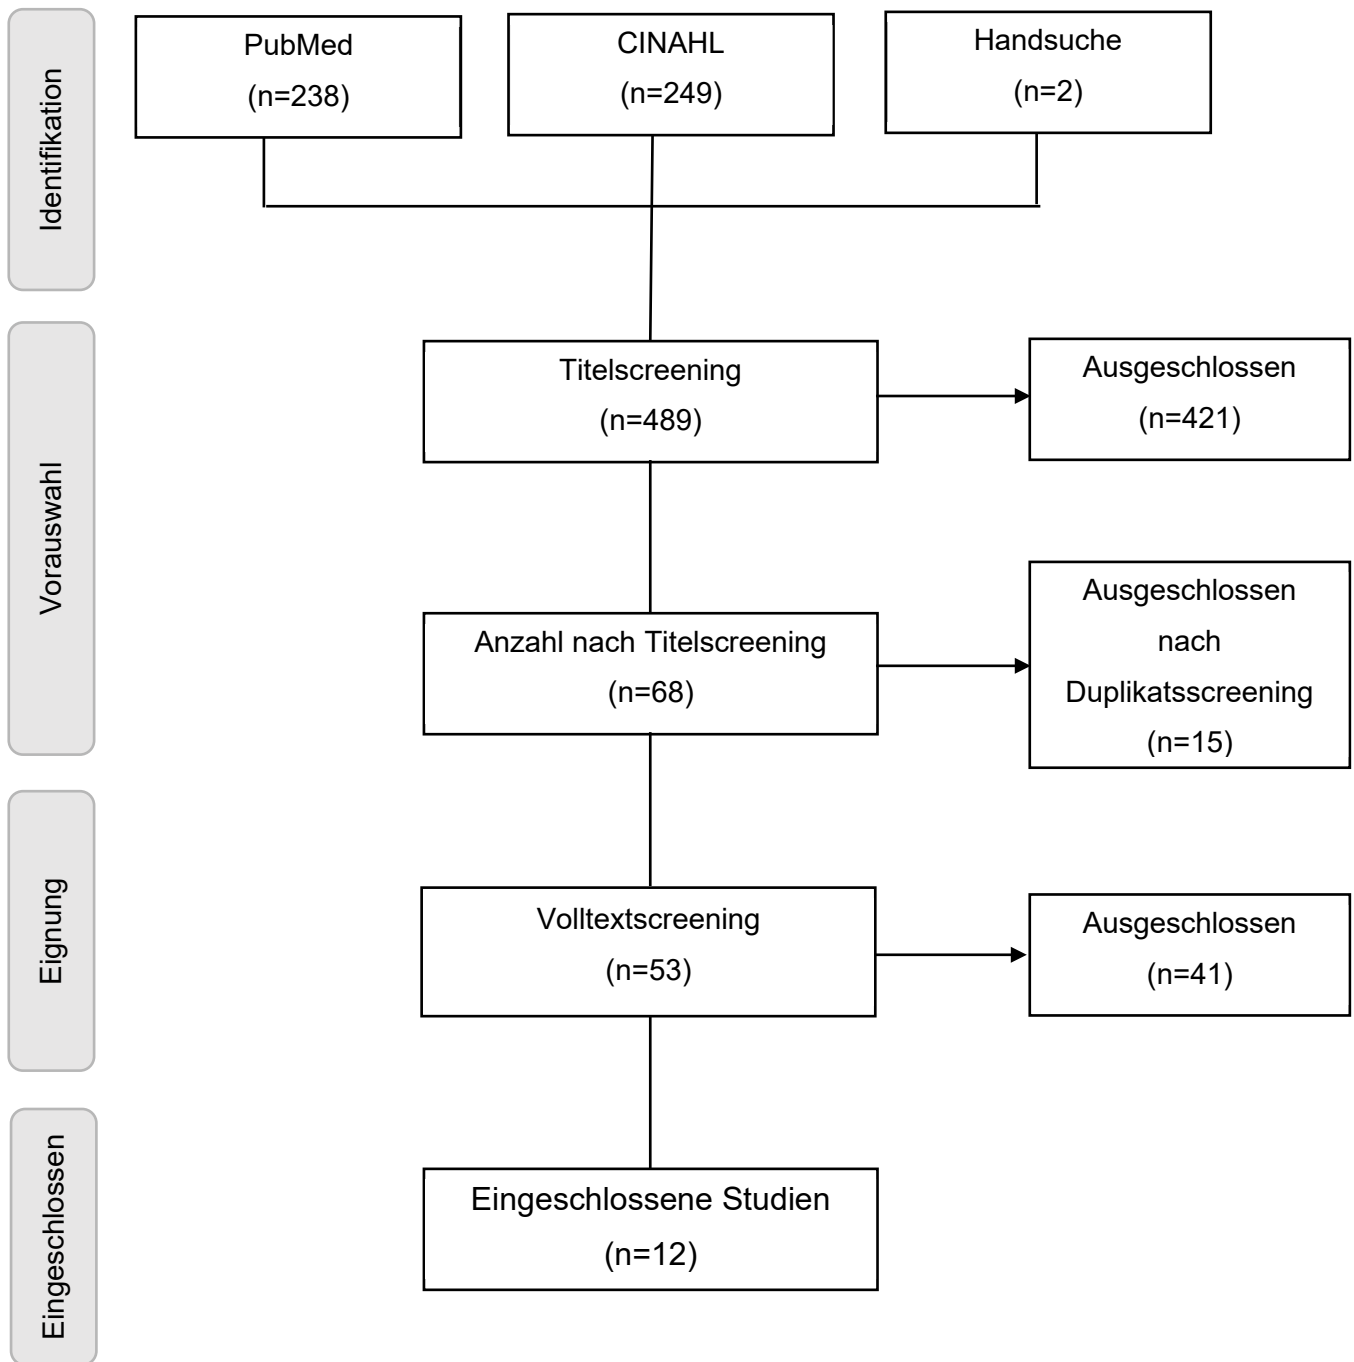 Identifikation
PubMed
(n=238)
CINAHL
(n=249)
Handsuche
(n=2)
Vorauswahl
Titelscreening
(n=489)
Ausgeschlossen
(n=421)
Anzahl nach Titelscreening
(n=68)
Ausgeschlossen
nach
Duplikatsscreening
(n=15)
Eignung
Volltextscreening
(n=53)
Ausgeschlossen
(n=41)
Eingeschlossen
Eingeschlossene Studien
(n=12)